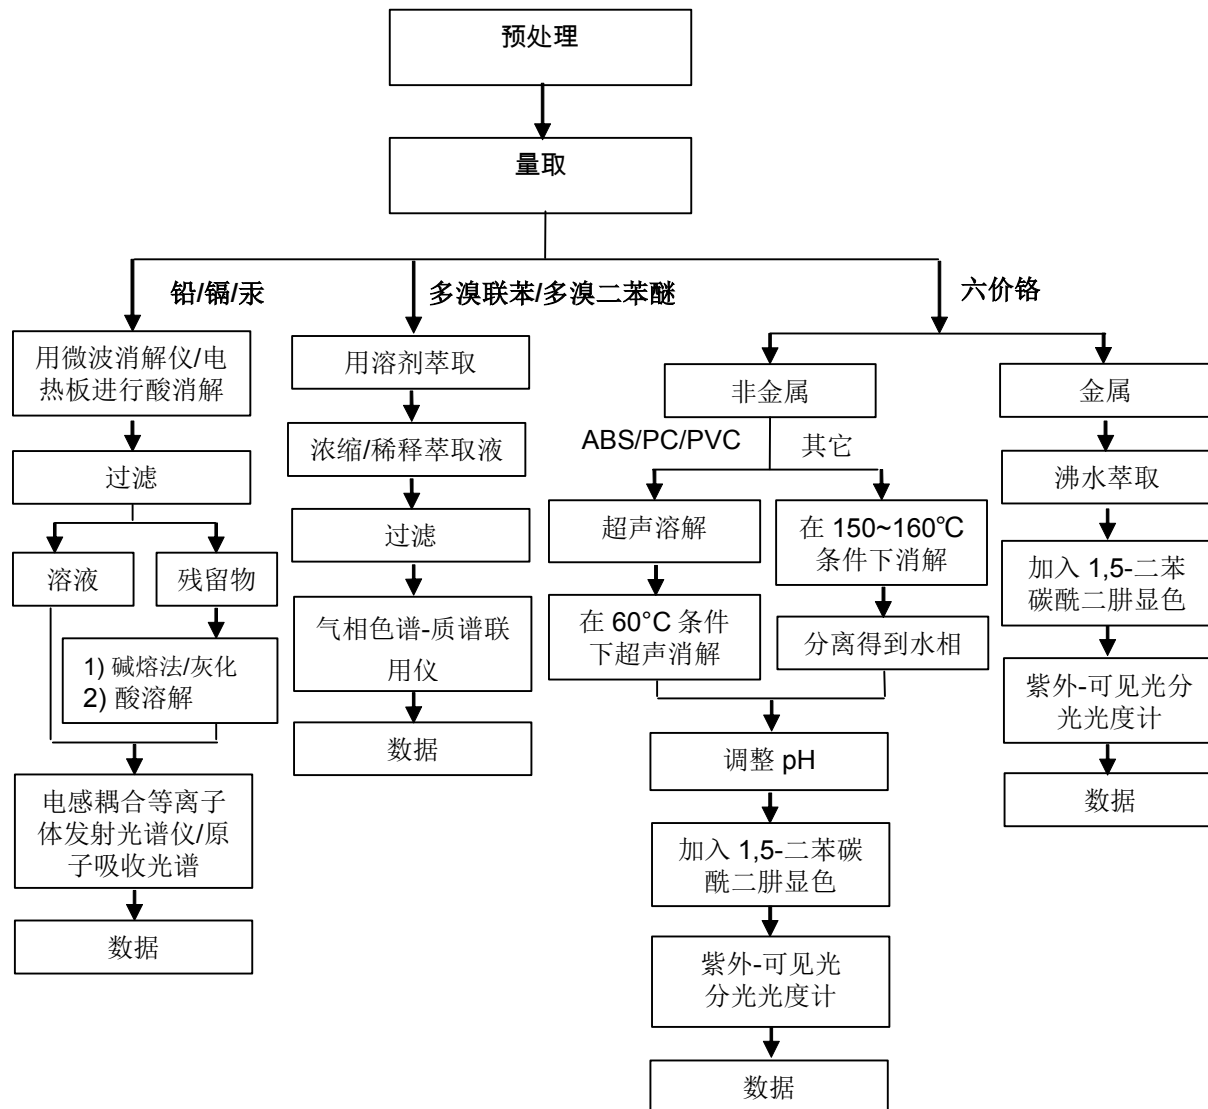 预处理
量取
铅/镉/汞
用微波消解仪/电
热板进行酸消解
过滤
溶液
残留物
1) 碱熔法/灰化
2) 酸溶解
电感耦合等离子
体发射光谱仪/原
子吸收光谱
数据
多溴联苯/多溴二苯醚
用溶剂萃取
浓缩/稀释萃取液
过滤
气相色谱-质谱联
用仪
数据
六价铬
非金属
ABS/PC/PVC
其它
超声溶解
在 60°C 条件
下超声消解
在 150~160℃
条件下消解
分离得到水相
调整 pH
加入 1,5-二苯碳
酰二肼显色
紫外-可见光
分光光度计
数据
金属
沸水萃取
加入 1,5-二苯
碳酰二肼显色
紫外-可见光分
光光度计
数据